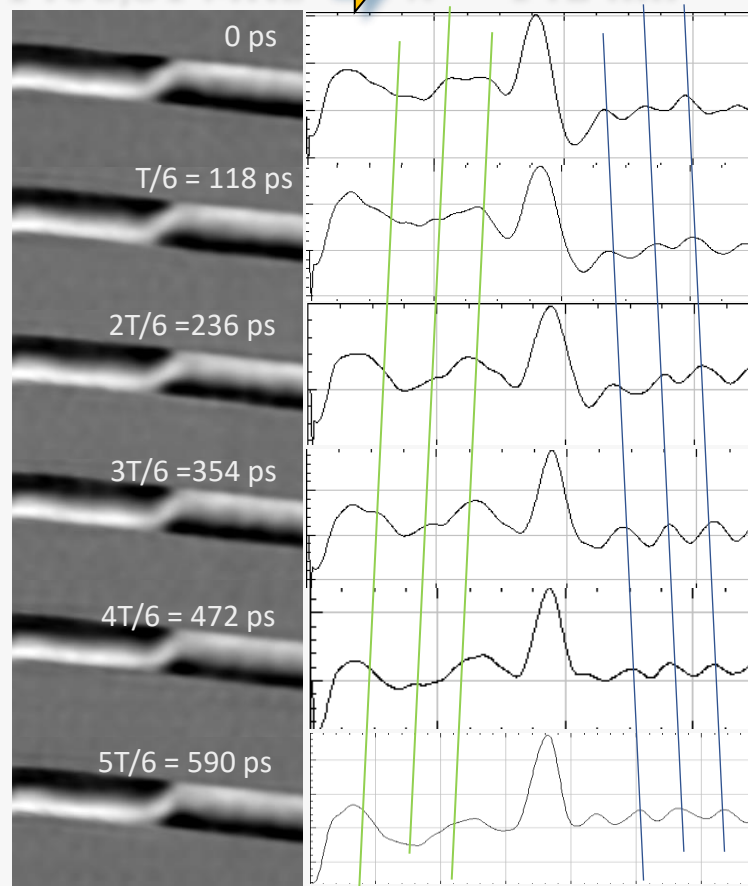 0 ps
T/6 = 118 ps
2T/6 =236 ps
3T/6 =354 ps
4T/6 = 472 ps
5T/6 = 590 ps